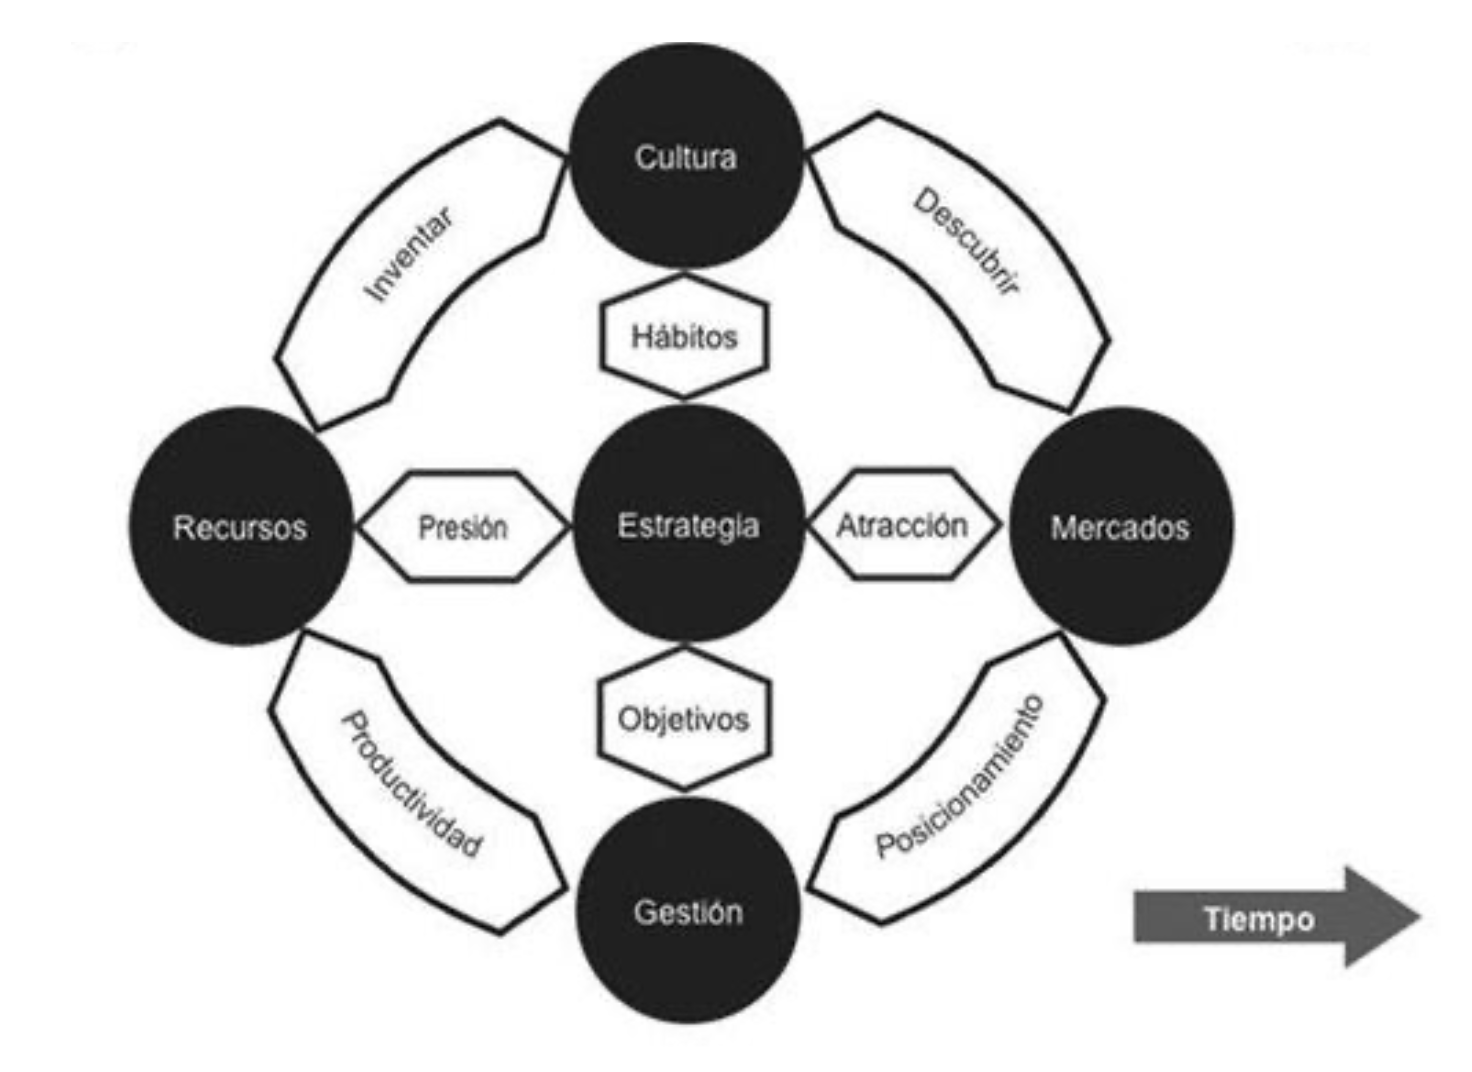 Cultura
Inventar
Descubrir
Hábitos
Recursos
Presión
Estrategia
Atracción
Mercados
Objetivos
Productividad
Posicionamiento
Gestión
Tiempo